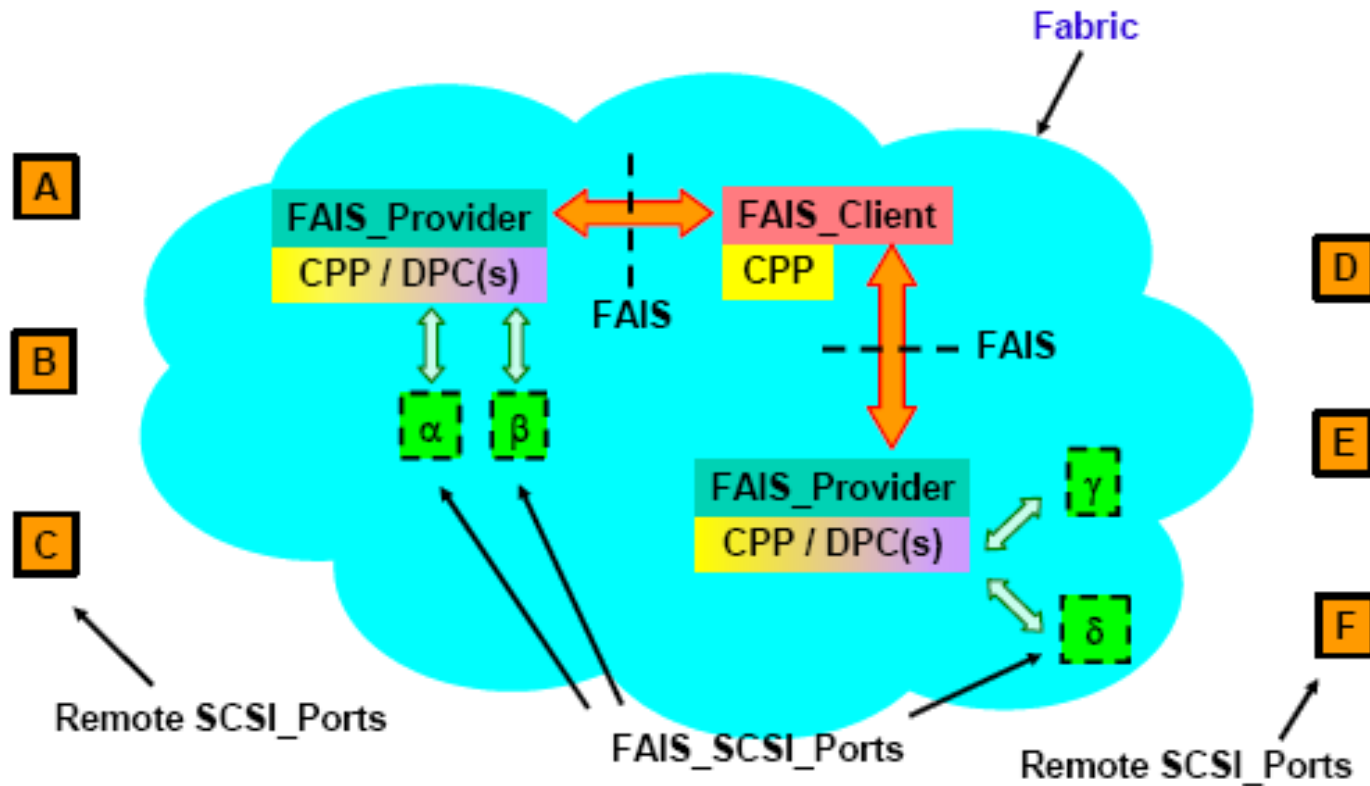 Fabric
A
FAIS_Provider
FAIS_Client
CPP / DPC(s)
CPP
D
FAIS
B
FAIS
α
β
E
FAIS_Provider
γ
CPP / DPC(s)
C
δ
F
Remote SCSI_Ports
FAIS_SCSI_Ports
Remote SCSI_Ports